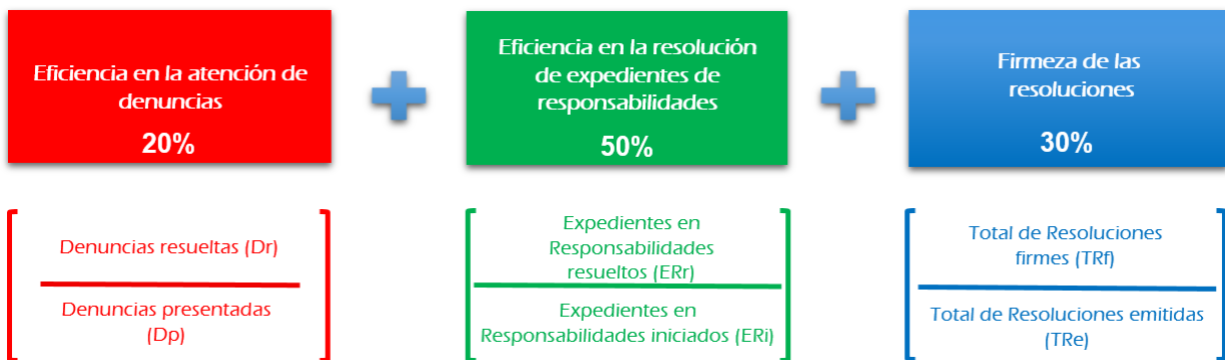 Eficiencia en la atención de
denuncias
20%
Eficiencia en la resolución
de expedientes de
responsabilidades
50%
Firmeza de las
resoluciones
30%
Denuncias resueltas (Dr)
Denuncias presentadas
(Dp)
Expedientes en
Responsabilidades
resueltos (ERr)
Expedientes en
Responsabilidades iniciados (ERi)
Total de Resoluciones
firmes (TRf)
Total de Resoluciones emitidas
(TRe)